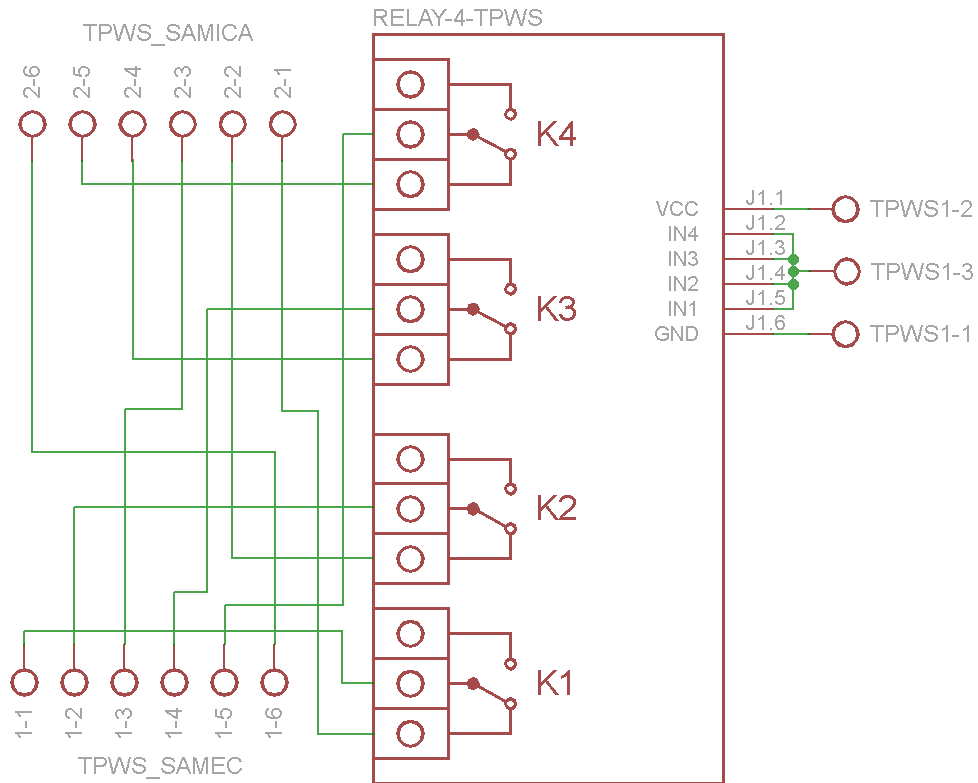 RELAY-4-TPWS
TPWS_SAMICA
2-6
2-5
2-4
2-3
2-2
2-1
K4
VCC
J1.1
TPWS1-2
IN4
J1.2
IN3
J1.3
TPWS1-3
IN2
J1.4
IN1
J1.5
GND
J1.6
TPWS1-1
K3
K2
K1
1-1
1-2
1-3
1-4
1-5
1-6
TPWS_SAMEC